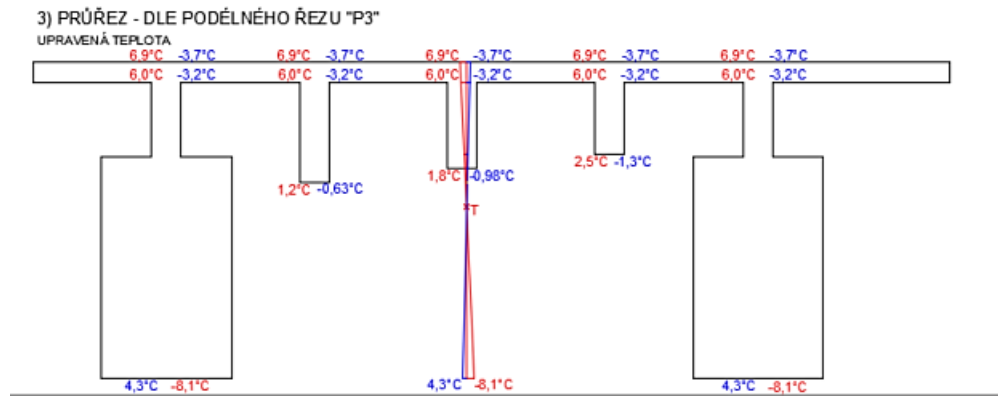 3) PRŮŘEZ - DLE PODÉLNÉHO ŘEZU "P3"
UPRAVENÁ TEPLOTA
6,9°C -3,7°C 6,9°C -3,7°C 6,9°C -3,7°C 6,9°C -3,7°C 6,9°C -3,7°C
6,0°C -3,2°C 6,0°C -3,2°C 6,0°C -3,2°C 6,0°C -3,2°C 6,0°C -3,2°C
2,5°C -1,3°C
1,8°C -0,98°C
1,2°C -0,63°C
T
4,3°C -8,1°C 4,3°C -8,1°C 4,3°C -8,1°C